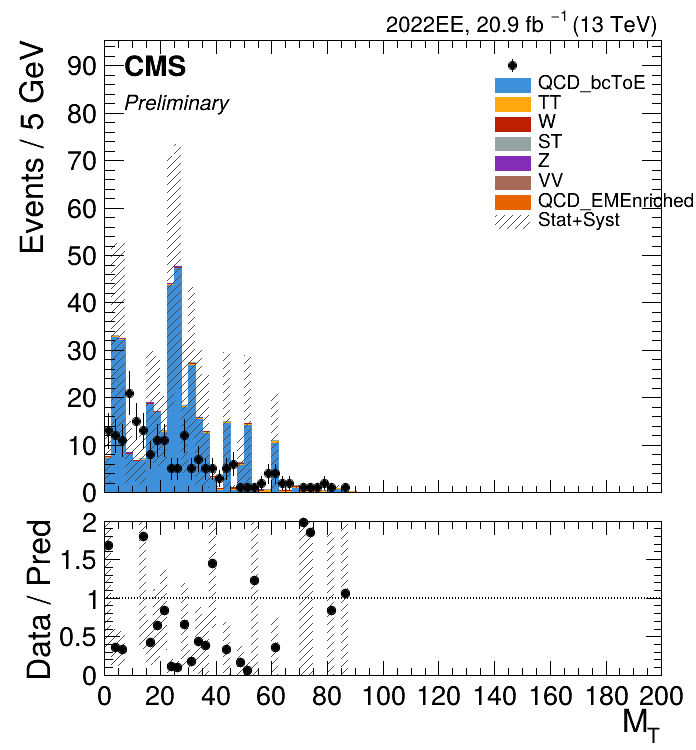 2022EE, 20.9 fb⁻¹ (13 TeV)
Events / 5 GeV
CMS
Preliminary
QCD_bcToE
TT
W
ST
Z
VV
QCD_EMEnriched
Stat+Syst
90
80
70
60
50
40
30
20
10
0
Data / Pred
2
1.5
1
0.5
0
0 20 40 60 80 100 120 140 160 180 200
M_T